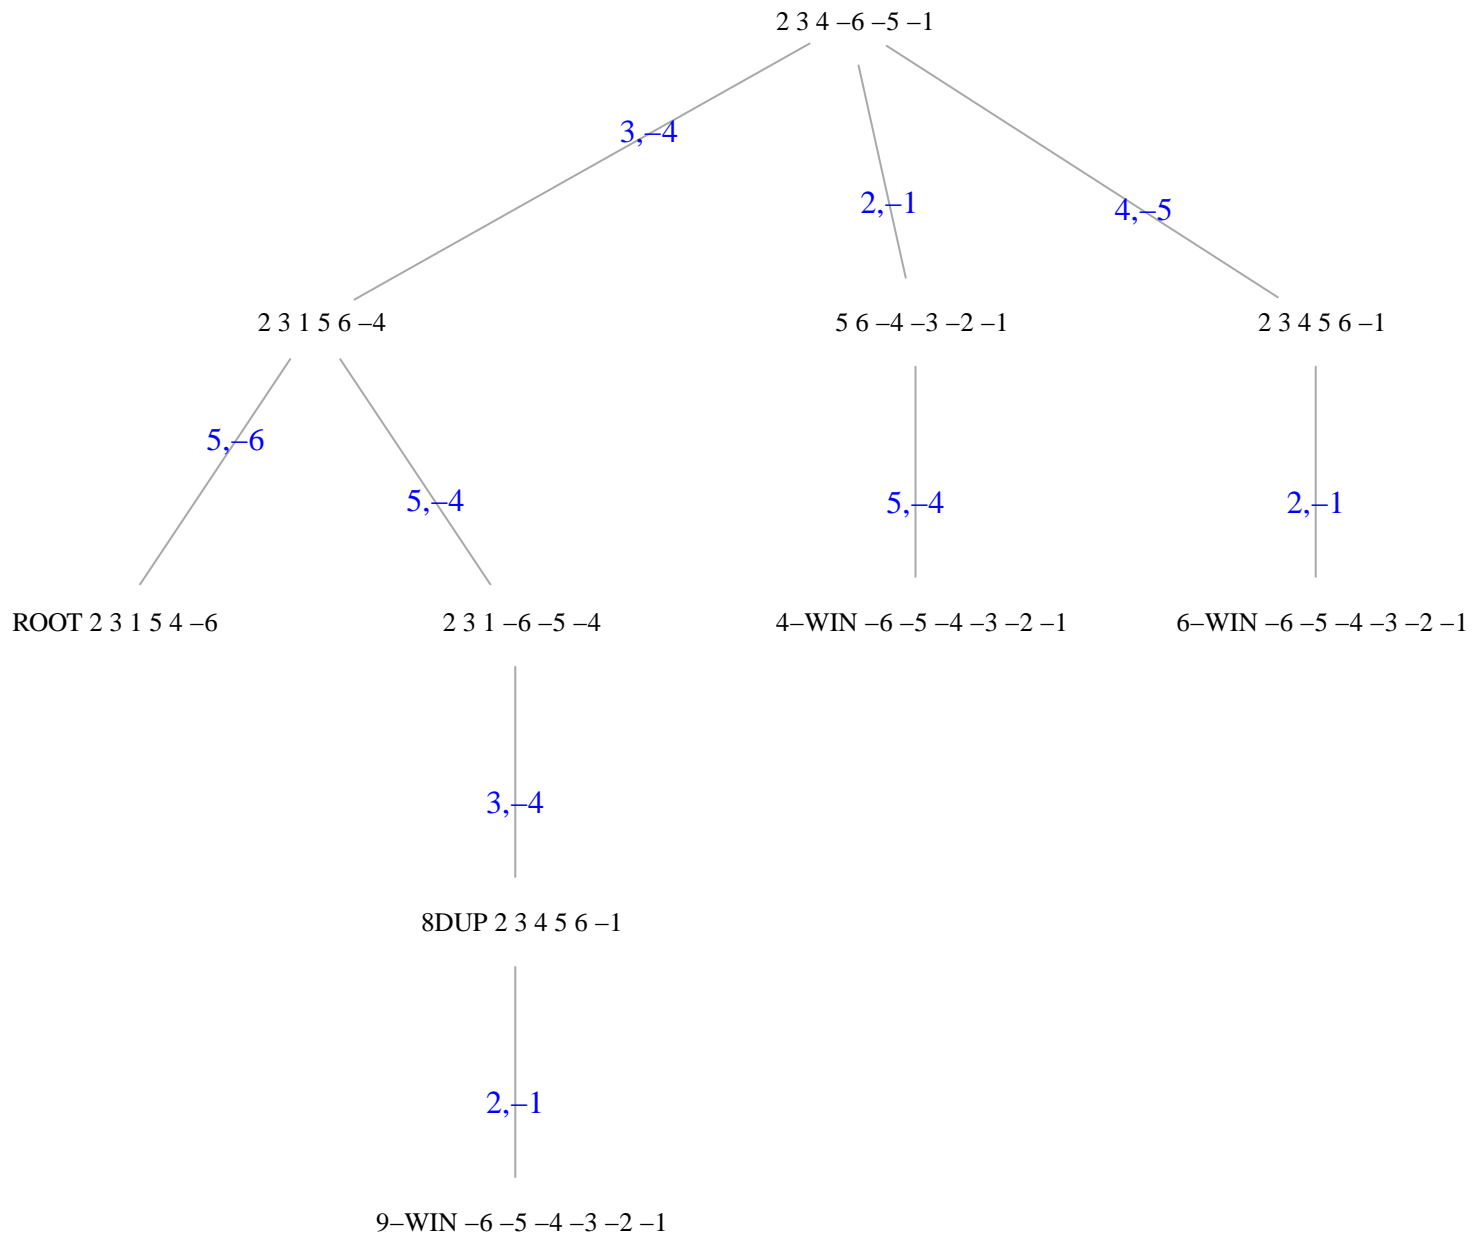 2 3 4 –6 –5 –1
3,–4
2,–1
4,–5
2 3 1 5 6 –4
5 6 –4 –3 –2 –1
2 3 4 5 6 –1
5,–6
5,–4
5,–4
2,–1
ROOT 2 3 1 5 4 –6
2 3 1 –6 –5 –4
4–WIN –6 –5 –4 –3 –2 –1
6–WIN –6 –5 –4 –3 –2 –1
3,–4
8DUP 2 3 4 5 6 –1
2,–1
9–WIN –6 –5 –4 –3 –2 –1